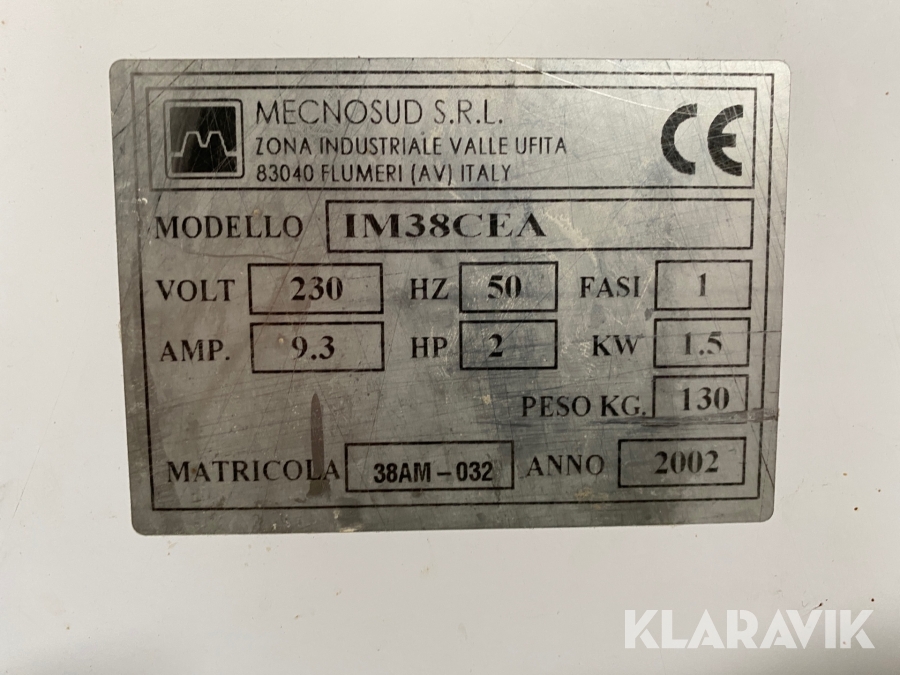 MECNOSUD S.R.L.
ZONA INDUSTRIALE VALLE UFITA
83040 FLUMERI (AV) ITALY
CE
MODELLO IM38CEA
VOLT 230 HZ 50 FASI 1
AMP. 9.3 HP 2 KW 1.5
PESO KG. 130
MATRICOLA 38AM-032 ANNO 2002
KLARAVIK